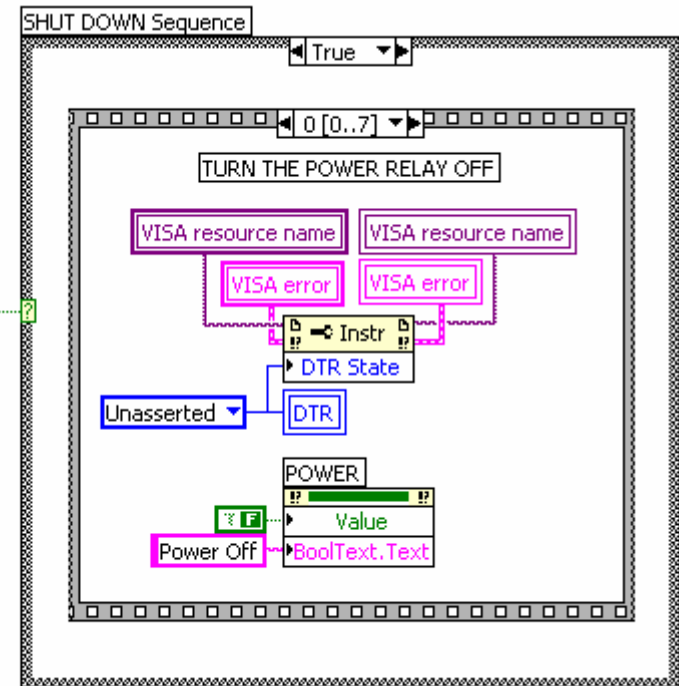 SHUT DOWN Sequence
True
0 [0..7]
TURN THE POWER RELAY OFF
VISA resource name
VISA resource name
VISA error
VISA error
?
Instr
DTR State
Unasserted
DTR
POWER
F
Value
Power Off
BoolText.Text